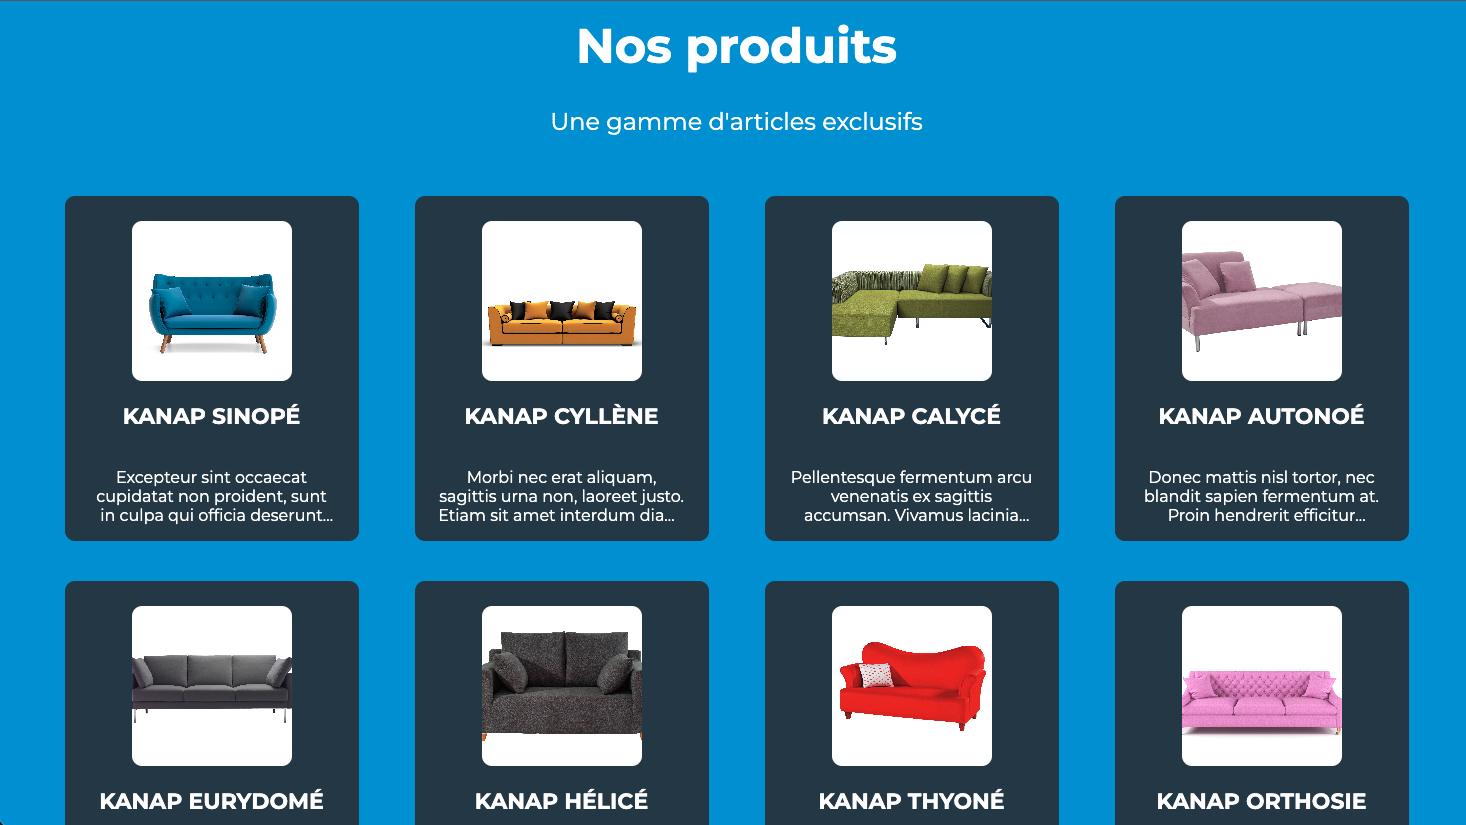 Nos produits
Une gamme d'articles exclusifs
KANAP SINOPÉ
Excepteur sint occaecat
cupidatat non proident, sunt
in culpa qui officia deserunt...
KANAP CYLLÈNE
Morbi nec erat aliquam,
sagittis urna non, laoreet justo.
Etiam sit amet interdum dia...
KANAP CALYCÉ
Pellentesque fermentum arcu
venenatis ex sagittis
accumsan. Vivamus lacinia...
KANAP AUTONOÉ
Donec mattis nisl tortor, nec
blandit sapien fermentum at.
Proin hendrerit efficitur...
KANAP EURYDOMÉ
KANAP HÉLICÉ
KANAP THYONÉ
KANAP ORTHOSIE